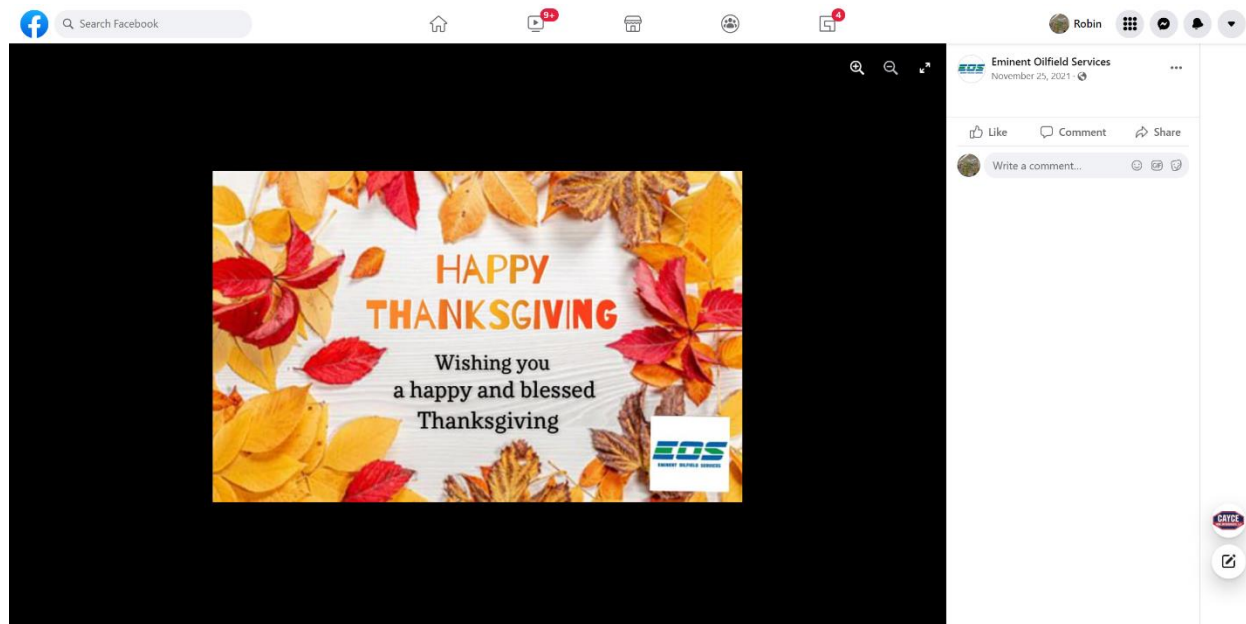 Search Facebook
9+
4
Robin
Eminent Oilfield Services
November 25, 2021 ·
Like
Comment
Share
Write a comment...
GIF
HAPPY
THANKSGIVING
Wishing you
a happy and blessed
Thanksgiving
EOS
EMINENT OILFIELD SERVICES
CAYCE